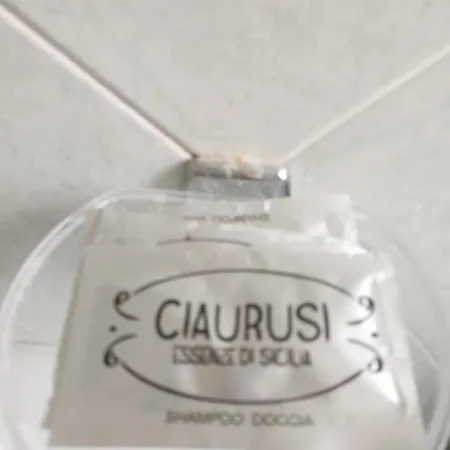 CIAURUSI
ESSENZE DI SICILIA
SHAMPOO DOCCIA